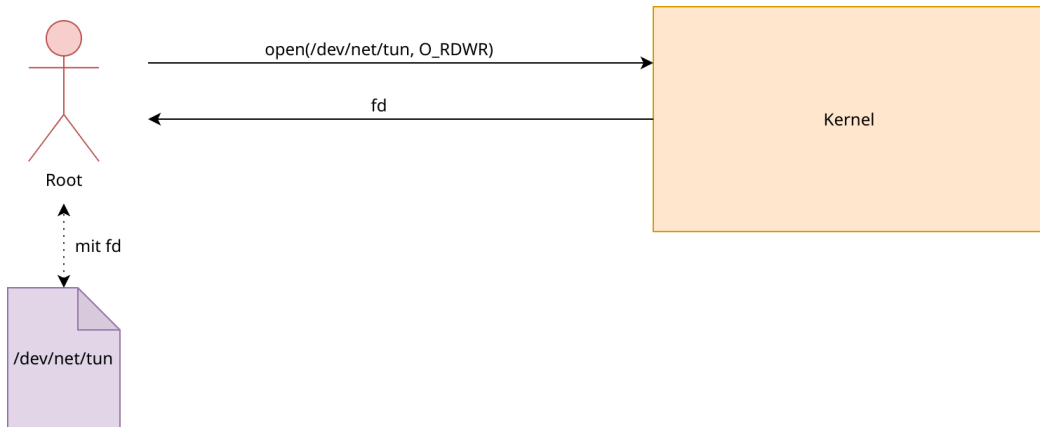 open(/dev/net/tun, O_RDWR)
fd
Kernel
Root
mit fd
/dev/net/tun